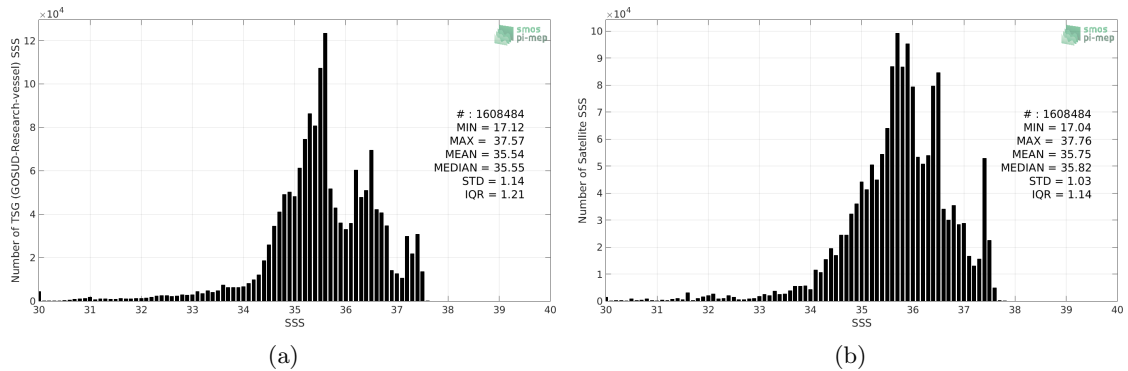 ×10⁴
Number of TSG (GOSUD-Research-vessel) SSS
12
10
8
6
4
2
0
30 31 32 33 34 35 36 37 38 39 40
SSS
smos
pi-mep
# : 1608484
MIN = 17.12
MAX = 37.57
MEAN = 35.54
MEDIAN = 35.55
STD = 1.14
IQR = 1.21
(a)
×10⁴
Number of Satellite SSS
10
9
8
7
6
5
4
3
2
1
0
30 31 32 33 34 35 36 37 38 39 40
SSS
smos
pi-mep
# : 1608484
MIN = 17.04
MAX = 37.76
MEAN = 35.75
MEDIAN = 35.82
STD = 1.03
IQR = 1.14
(b)